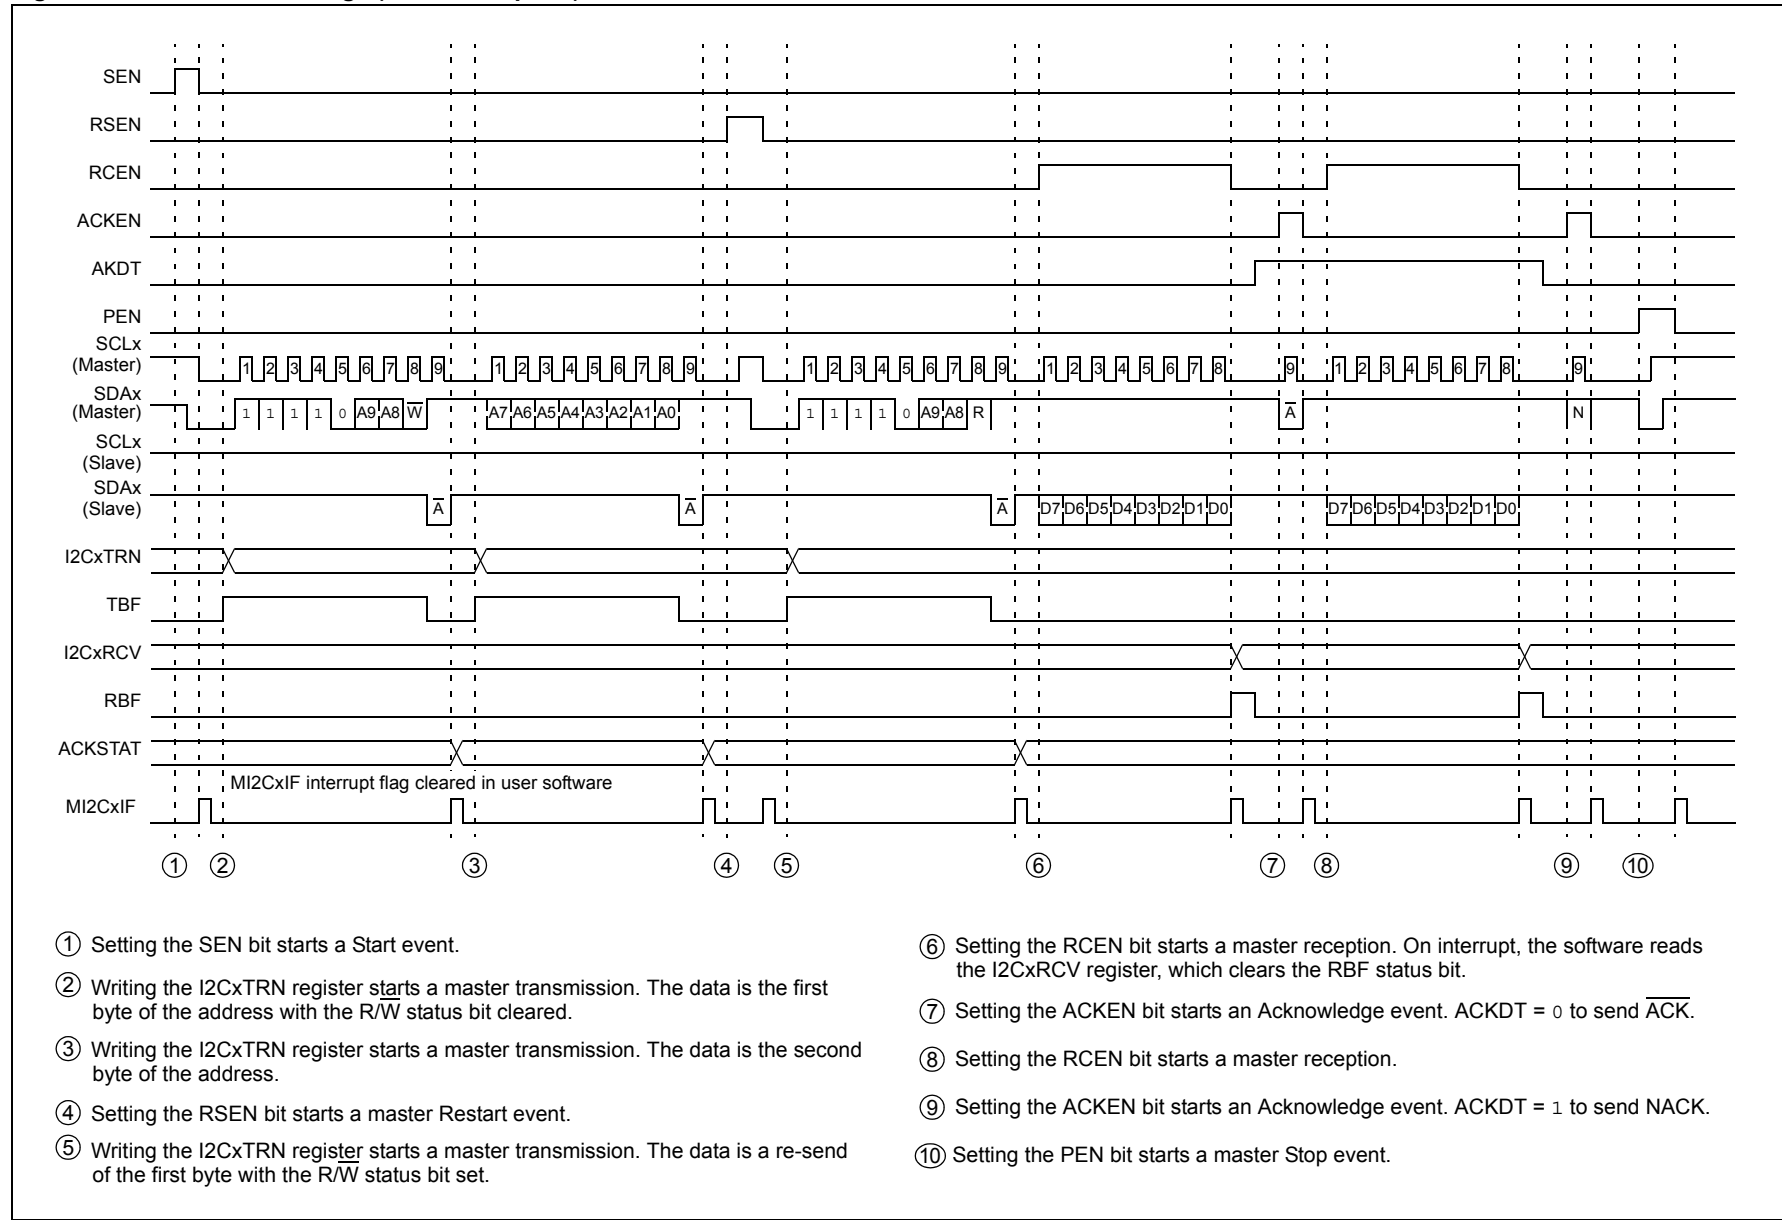 SEN
RSEN
RCEN
ACKEN
AKDT
PEN
SCLx
(Master)
1 2 3 4 5 6 7 8 9 1 2 3 4 5 6 7 8 9 1 2 3 4 5 6 7 8 9 1 2 3 4 5 6 7 8 9 1 2 3 4 5 6 7 8 9
SDAx
(Master)
1 1 1 1 0 A9 A8 W̅ A7 A6 A5 A4 A3 A2 A1 A0 1 1 1 1 0 A9 A8 R A̅ N
SCLx
(Slave)
SDAx
(Slave)
A̅ A̅ A̅ D7 D6 D5 D4 D3 D2 D1 D0 D7 D6 D5 D4 D3 D2 D1 D0
I2CxTRN
TBF
I2CxRCV
RBF
ACKSTAT
MI2CxIF interrupt flag cleared in user software
MI2CxIF
① ② ③ ④ ⑤ ⑥ ⑦ ⑧ ⑨ ⑩
① Setting the SEN bit starts a Start event.
② Writing the I2CxTRN register starts a master transmission. The data is the first
byte of the address with the R/W̅ status bit cleared.
③ Writing the I2CxTRN register starts a master transmission. The data is the second
byte of the address.
④ Setting the RSEN bit starts a master Restart event.
⑤ Writing the I2CxTRN register starts a master transmission. The data is a re-send
of the first byte with the R/W̅ status bit set.
⑥ Setting the RCEN bit starts a master reception. On interrupt, the software reads
the I2CxRCV register, which clears the RBF status bit.
⑦ Setting the ACKEN bit starts an Acknowledge event. ACKDT = 0 to send A̅C̅K̅.
⑧ Setting the RCEN bit starts a master reception.
⑨ Setting the ACKEN bit starts an Acknowledge event. ACKDT = 1 to send NACK.
⑩ Setting the PEN bit starts a master Stop event.